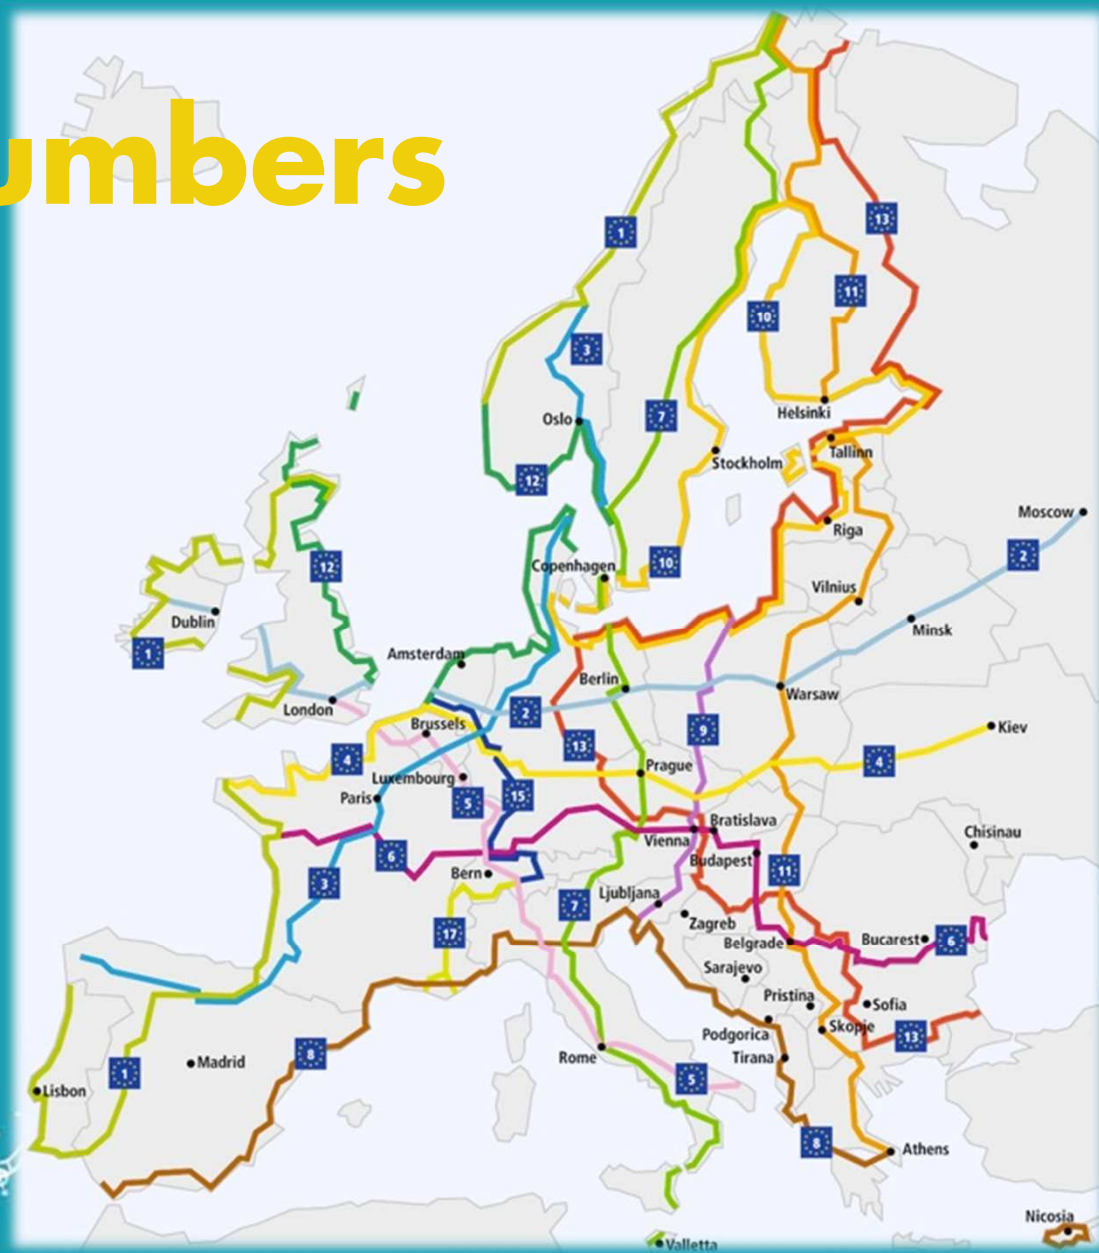 umbers
1
13
11
10
3
Oslo
7
Helsinki
Tallinn
Stockholm
12
Moscow
Riga
2
12
Copenhagen
10
Vilnius
Dublin
Minsk
1
Amsterdam
Berlin
Warsaw
London
2
Brussels
9
Kiev
4
13
4
Luxembourg
Prague
Paris
5
15
Bratislava
Chisinau
Vienna
6
Budapest
Bern
11
3
Ljubljana
7
Zagreb
17
Belgrade
Bucarest
6
Sarajevo
Pristina
Sofia
Skopje
Podgorica
13
8
Rome
Tirana
Madrid
1
5
Lisbon
8
Athens
Nicosia
Valletta